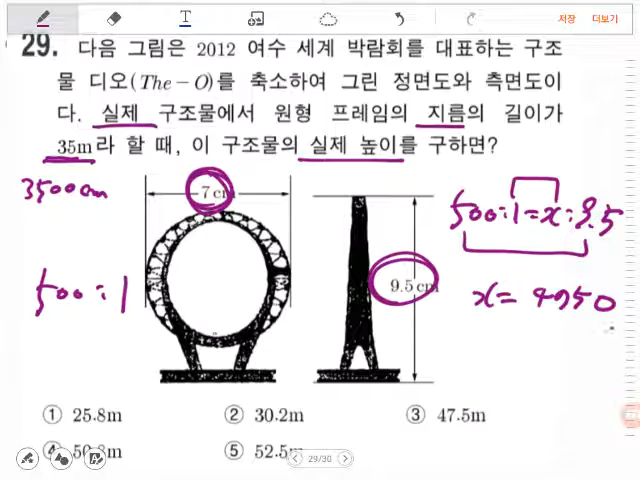 저장 더보기
29. 다음 그림은 2012 여수 세계 박람회를 대표하는 구조
물 디오(The-O)를 축소하여 그린 정면도와 측면도이
다. 실제 구조물에서 원형 프레임의 지름의 길이가
35m라 할 때, 이 구조물의 실제 높이를 구하면?
3500cm
7 cm
500:1=x:9.5
500:1
9.5 cm
x=4750
① 25.8m ② 30.2m ③ 47.5m
⑤ 52.5m
29/30